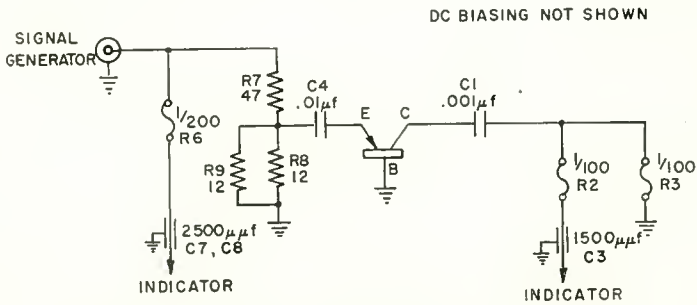 DC BIASING NOT SHOWN
SIGNAL
GENERATOR
R7
47
C4
.01µf
E
C
B
C1
.001µf
1/200
R6
R9
12
R8
12
1/100
R2
1/100
R3
2500µµf
C7, C8
1500µµf
C3
INDICATOR
INDICATOR